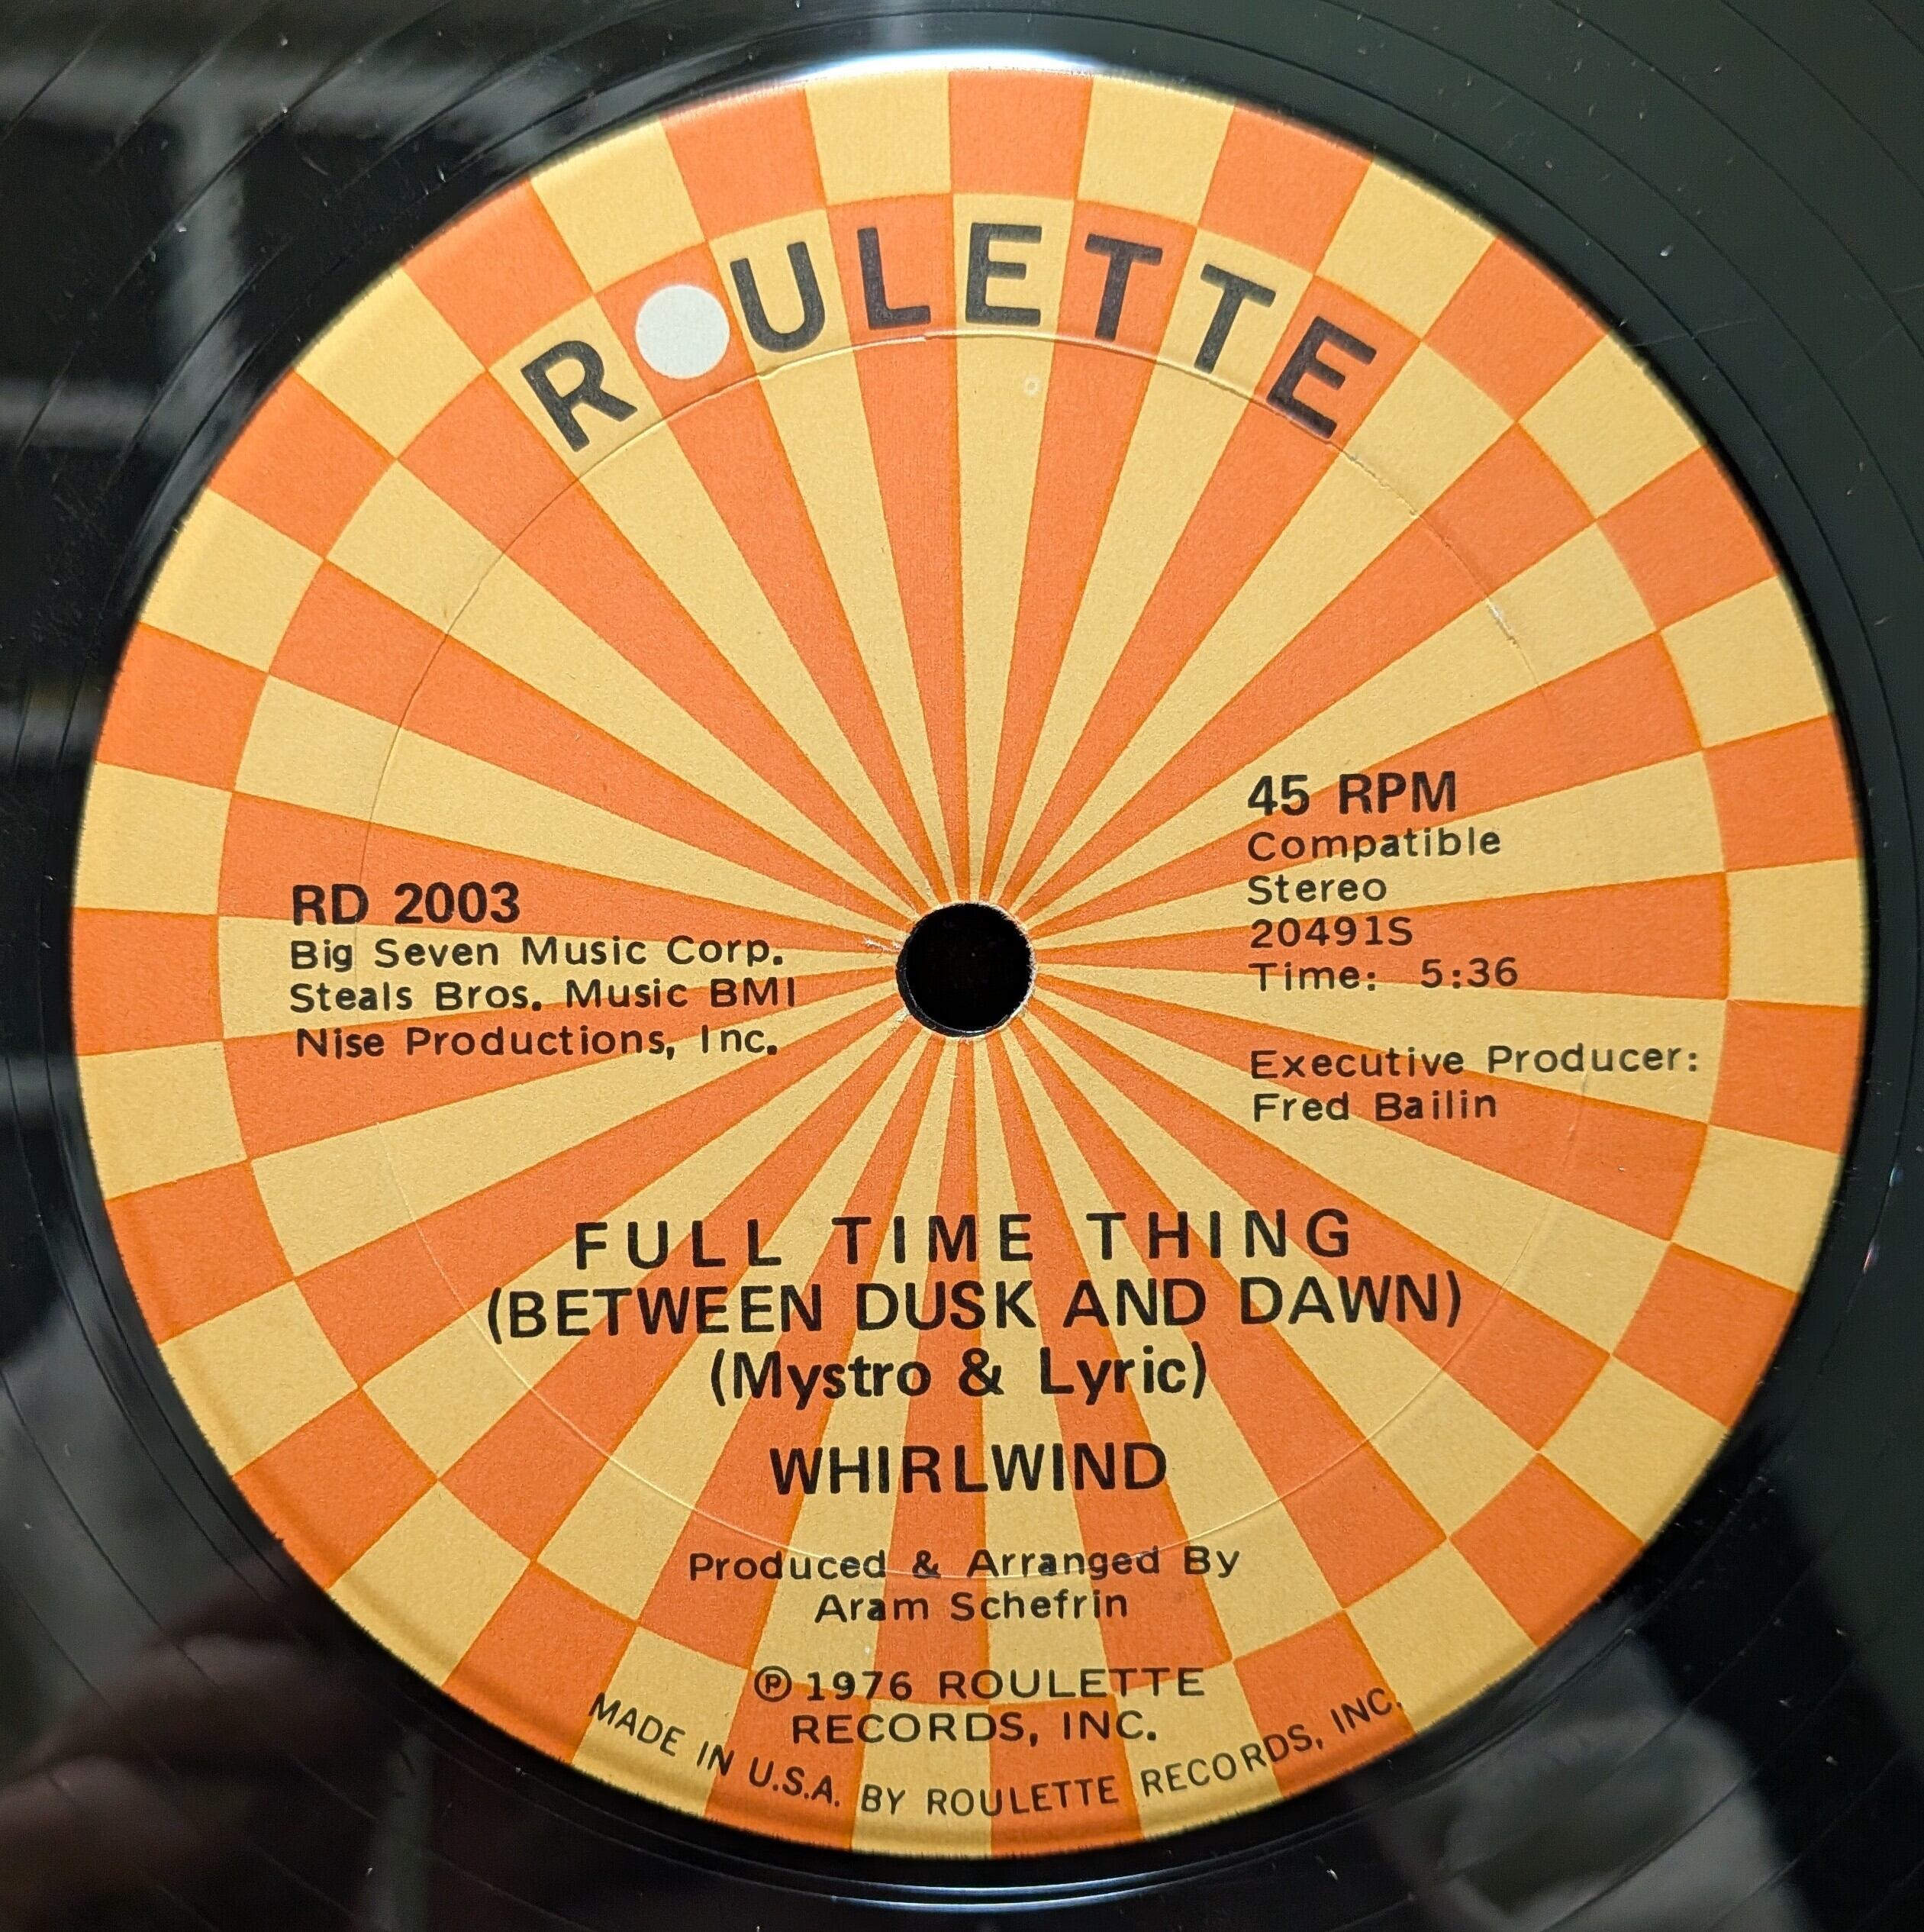 ROULETTE
RD 2003
Big Seven Music Corp.
Steals Bros. Music BMI
Nise Productions, Inc.
45 RPM
Compatible
Stereo
20491S
Time: 5:36
Executive Producer:
Fred Bailin
FULL TIME THING
(BETWEEN DUSK AND DAWN)
(Mystro & Lyric)
WHIRLWIND
Produced & Arranged By
Aram Schefrin
℗1976 ROULETTE
RECORDS, INC.
MADE IN U.S.A. BY ROULETTE RECORDS, INC.